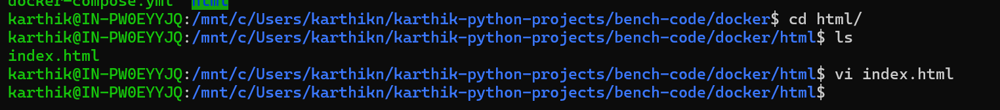 docker-compose.yml  html
karthik@IN-PW0EYYJQ:/mnt/c/Users/karthikn/karthik-python-projects/bench-code/docker$ cd html/
karthik@IN-PW0EYYJQ:/mnt/c/Users/karthikn/karthik-python-projects/bench-code/docker/html$ ls
index.html
karthik@IN-PW0EYYJQ:/mnt/c/Users/karthikn/karthik-python-projects/bench-code/docker/html$ vi index.html
karthik@IN-PW0EYYJQ:/mnt/c/Users/karthikn/karthik-python-projects/bench-code/docker/html$